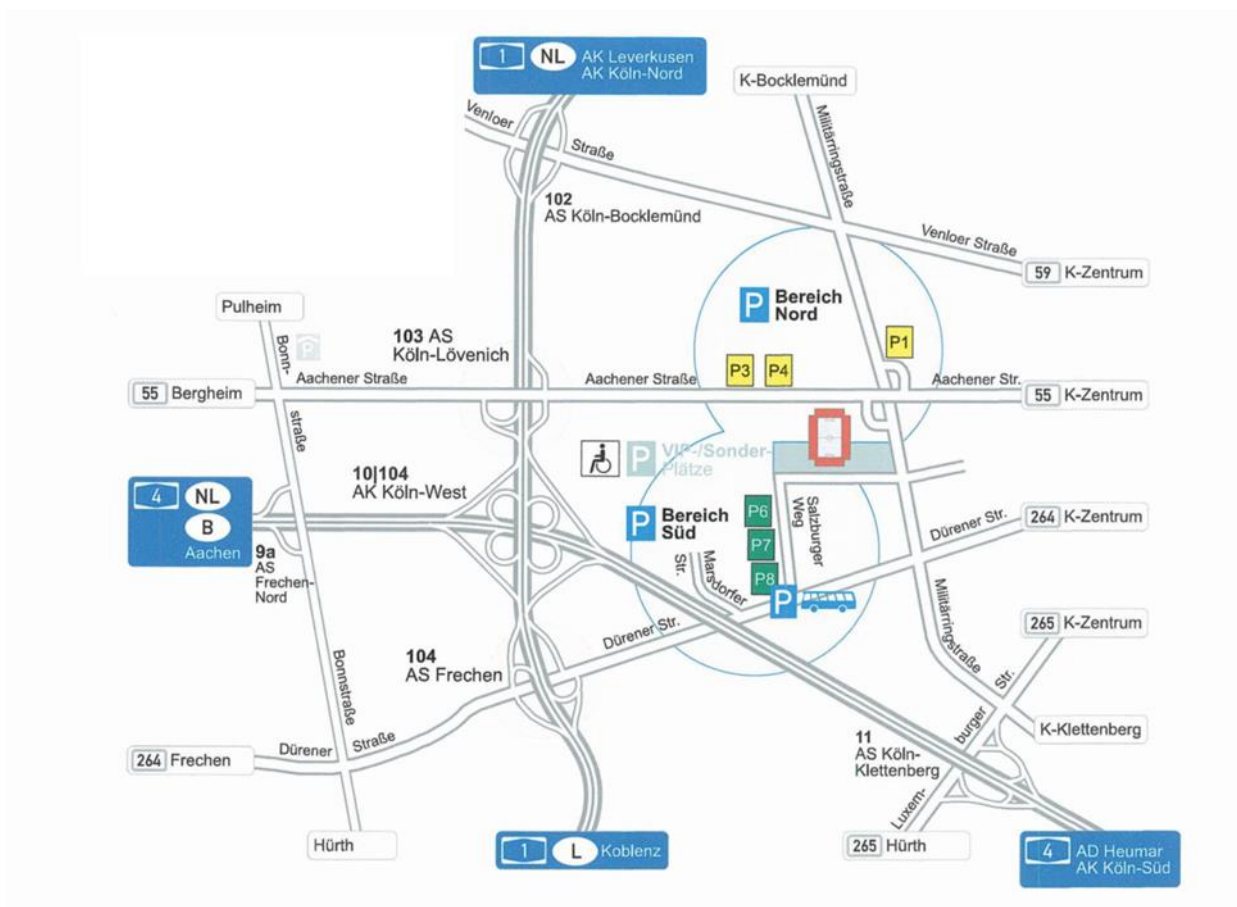 1 NL AK Leverkusen
AK Köln-Nord
K-Bocklemünd
Venloer
Straße
Militärringstraße
102
AS Köln-Bocklemünd
Venloer Straße
59 K-Zentrum
Pulheim
Bonn-
straße
P
103 AS
Köln-Lövenich
P Bereich
Nord
P1
P3
P4
55 Bergheim
Aachener Straße
Aachener Straße
Aachener Str.
55 K-Zentrum
P VIP-/Sonder-
Plätze
10|104
AK Köln-West
4 NL
B
Aachen
9a
AS
Frechen-
Nord
P Bereich
Süd
P6
P7
P8
Salzburger
Weg
Marsdorfer
Str.
P
Dürener Str.
264 K-Zentrum
Dürener Str.
Militärringstraße
265 K-Zentrum
104
AS Frechen
Bonnstraße
264 Frechen
Dürener
Straße
11
AS Köln-
Klettenberg
Luxem-
burger
Str.
K-Klettenberg
Hürth
1 L Koblenz
265 Hürth
4 AD Heumar
AK Köln-Süd